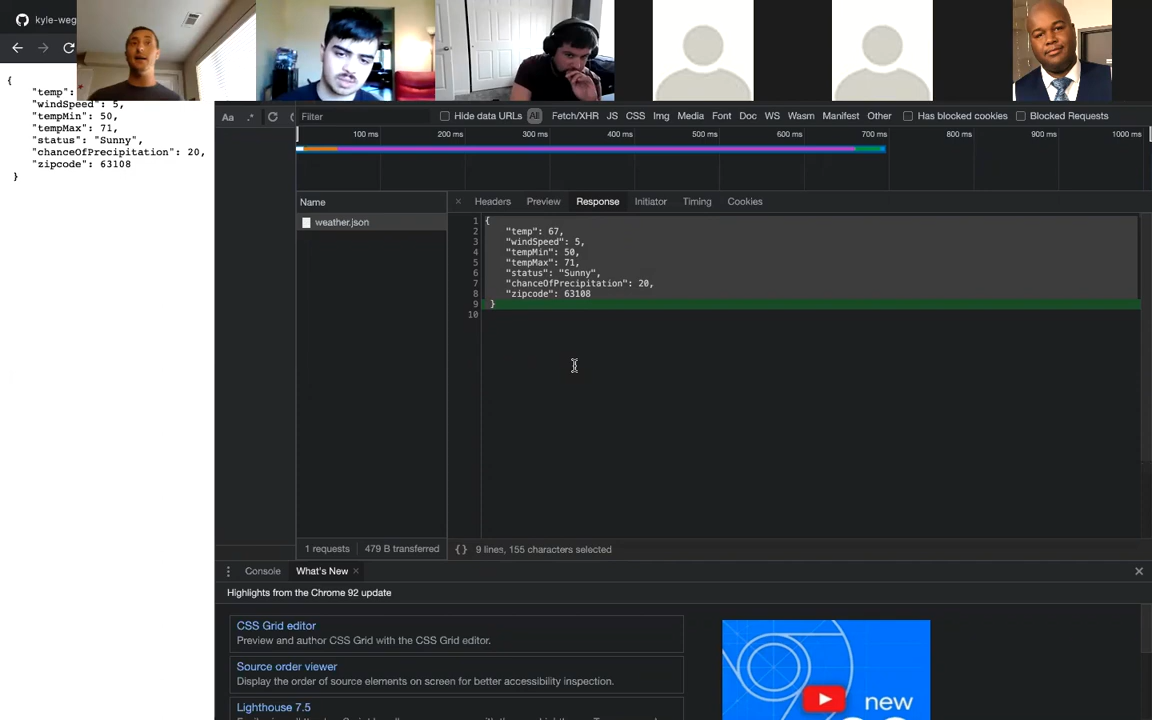 kyle-weg
{
"temp":
"windSpeed": 5,
"tempMin": 50,
"tempMax": 71,
"status": "Sunny",
"chanceOfPrecipitation": 20,
"zipcode": 63108
}
Aa .*
Filter
Hide data URLs All Fetch/XHR JS CSS Img Media Font Doc WS Wasm Manifest Other Has blocked cookies Blocked Requests
100 ms 200 ms 300 ms 400 ms 500 ms 600 ms 700 ms 800 ms 900 ms 1000 ms
Name
× Headers Preview Response Initiator Timing Cookies
weather.json
1 {
2 "temp": 67,
3 "windSpeed": 5,
4 "tempMin": 50,
5 "tempMax": 71,
6 "status": "Sunny",
7 "chanceOfPrecipitation": 20,
8 "zipcode": 63108
9 }
10
1 requests 479 B transferred
{} 9 lines, 155 characters selected
Console What's New ×
Highlights from the Chrome 92 update
CSS Grid editor
Preview and author CSS Grid with the CSS Grid editor.
Source order viewer
Display the order of source elements on screen for better accessibility inspection.
Lighthouse 7.5
new